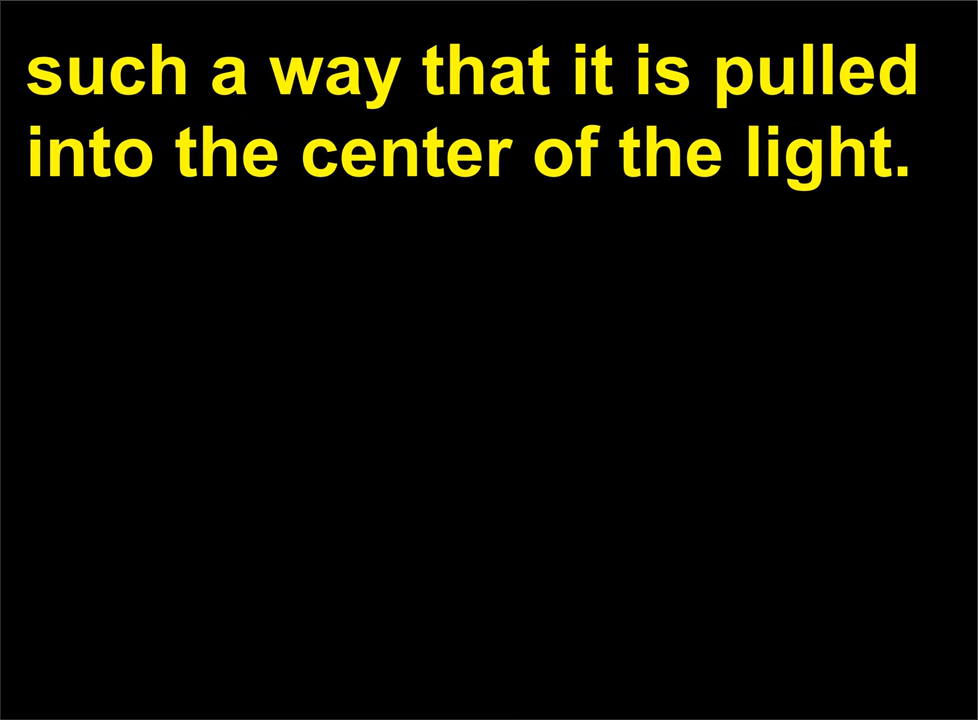 such a way that it is pulled
into the center of the light.